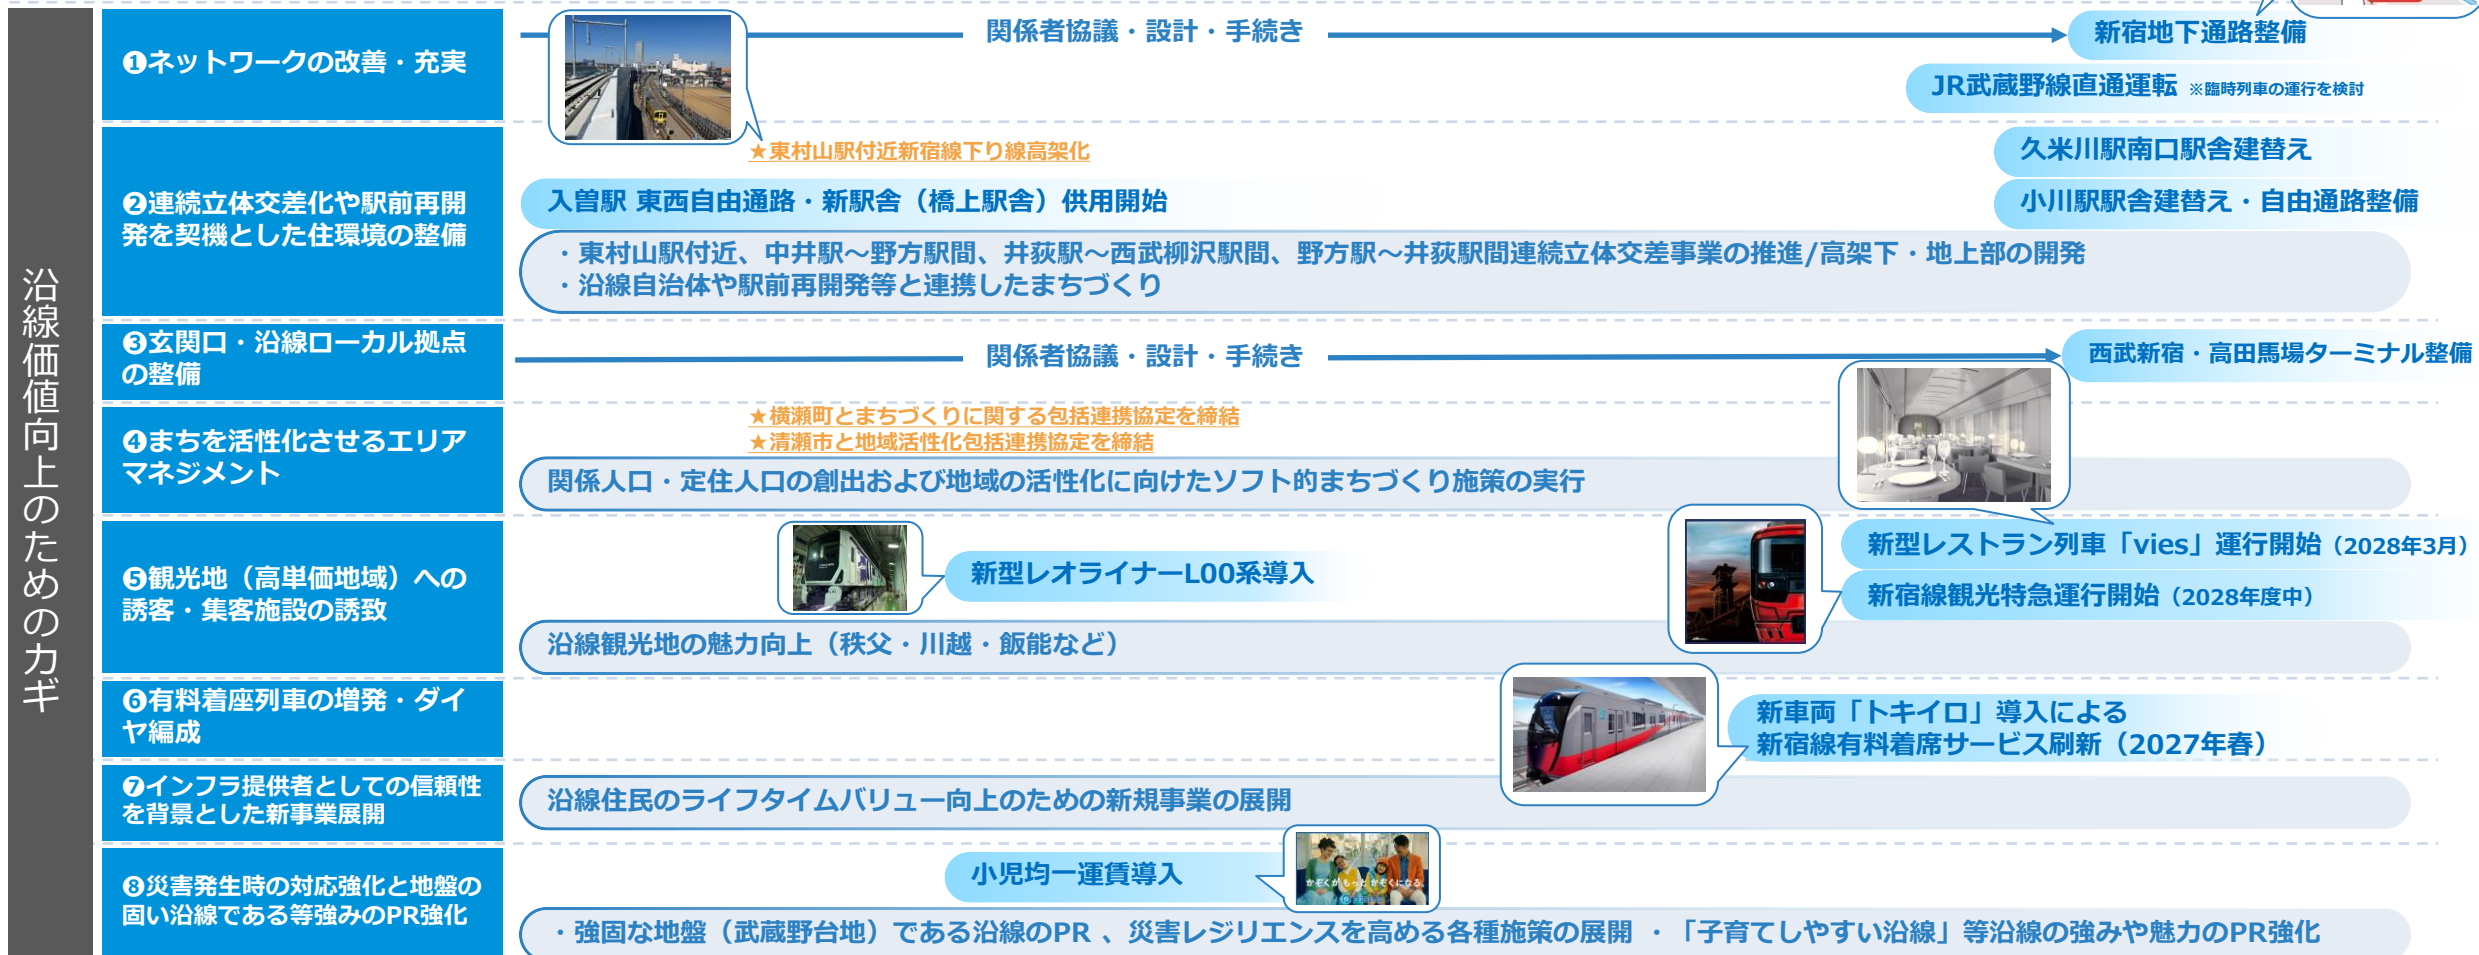 沿線価値向上のためのカギ
❶ネットワークの改善・充実
関係者協議・設計・手続き
新宿地下通路整備
JR武蔵野線直通運転 ※臨時列車の運行を検討
★東村山駅付近新宿線下り線高架化
❷連続立体交差化や駅前再開
発を契機とした住環境の整備
久米川駅南口駅舎建替え
入曽駅 東西自由通路・新駅舎（橋上駅舎）供用開始
小川駅駅舎建替え・自由通路整備
・東村山駅付近、中井駅～野方駅間、井荻駅～西武柳沢駅間、野方駅～井荻駅間連続立体交差事業の推進/高架下・地上部の開発
・沿線自治体や駅前再開発等と連携したまちづくり
❸玄関口・沿線ローカル拠点
の整備
関係者協議・設計・手続き
西武新宿・高田馬場ターミナル整備
❹まちを活性化させるエリア
マネジメント
★横瀬町とまちづくりに関する包括連携協定を締結
★清瀬市と地域活性化包括連携協定を締結
関係人口・定住人口の創出および地域の活性化に向けたソフト的まちづくり施策の実行
❺観光地（高単価地域）への
誘客・集客施設の誘致
新型レオライナーL00系導入
新型レストラン列車「vies」運行開始（2028年3月）
新宿線観光特急運行開始（2028年度中）
沿線観光地の魅力向上（秩父・川越・飯能など）
❻有料着座列車の増発・ダイ
ヤ編成
新車両「トキイロ」導入による
新宿線有料着席サービス刷新（2027年春）
❼インフラ提供者としての信頼性
を背景とした新事業展開
沿線住民のライフタイムバリュー向上のための新規事業の展開
❽災害発生時の対応強化と地盤の
固い沿線である等強みのPR強化
小児均一運賃導入
かぞくがもっとかぞくになる。
・強固な地盤（武蔵野台地）である沿線のPR 、災害レジリエンスを高める各種施策の展開 ・「子育てしやすい沿線」等沿線の強みや魅力のPR強化